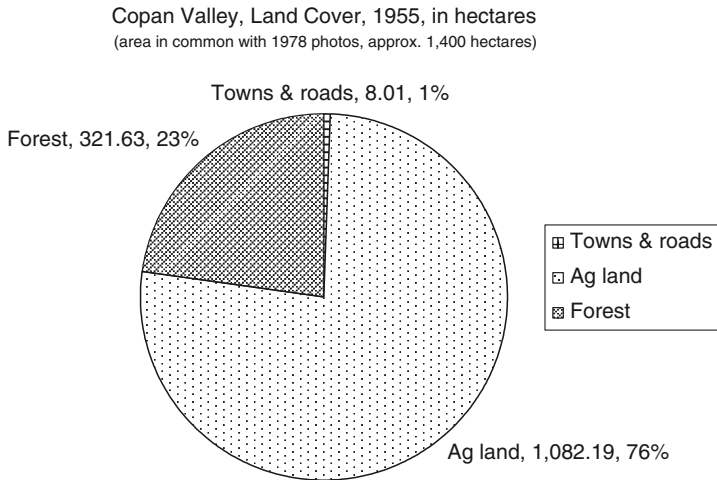 Copan Valley, Land Cover, 1955, in hectares
(area in common with 1978 photos, approx. 1,400 hectares)
Towns & roads, 8.01, 1%
Forest, 321.63, 23%
Towns & roads
Ag land
Forest
Ag land, 1,082.19, 76%